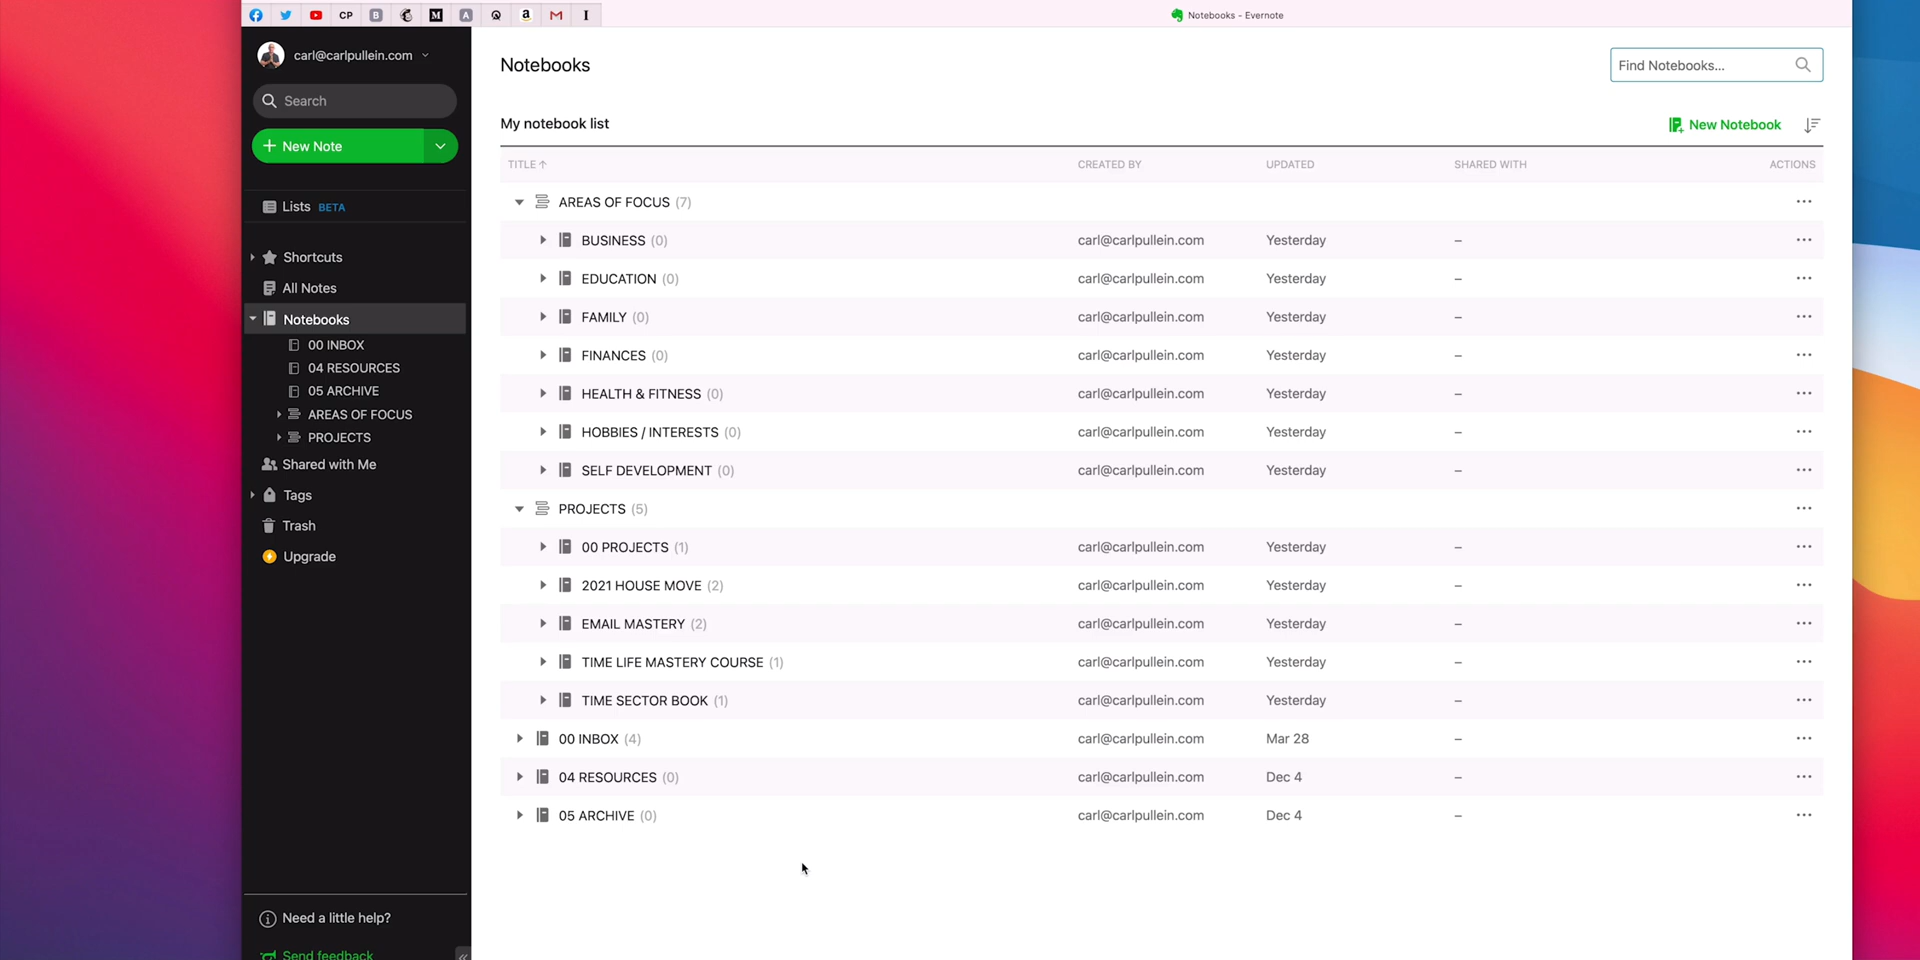 CP
Notebooks - Evernote
carl@carlpullein.com
Search
+ New Note
Lists BETA
Shortcuts
All Notes
Notebooks
00 INBOX
04 RESOURCES
05 ARCHIVE
AREAS OF FOCUS
PROJECTS
Shared with Me
Tags
Trash
Upgrade
Need a little help?
Send feedback
Notebooks
Find Notebooks...
My notebook list
New Notebook
TITLE CREATED BY UPDATED SHARED WITH ACTIONS
AREAS OF FOCUS (7)
BUSINESS (0) carl@carlpullein.com Yesterday –
EDUCATION (0) carl@carlpullein.com Yesterday –
FAMILY (0) carl@carlpullein.com Yesterday –
FINANCES (0) carl@carlpullein.com Yesterday –
HEALTH & FITNESS (0) carl@carlpullein.com Yesterday –
HOBBIES / INTERESTS (0) carl@carlpullein.com Yesterday –
SELF DEVELOPMENT (0) carl@carlpullein.com Yesterday –
PROJECTS (5)
00 PROJECTS (1) carl@carlpullein.com Yesterday –
2021 HOUSE MOVE (2) carl@carlpullein.com Yesterday –
EMAIL MASTERY (2) carl@carlpullein.com Yesterday –
TIME LIFE MASTERY COURSE (1) carl@carlpullein.com Yesterday –
TIME SECTOR BOOK (1) carl@carlpullein.com Yesterday –
00 INBOX (4) carl@carlpullein.com Mar 28 –
04 RESOURCES (0) carl@carlpullein.com Dec 4 –
05 ARCHIVE (0) carl@carlpullein.com Dec 4 –